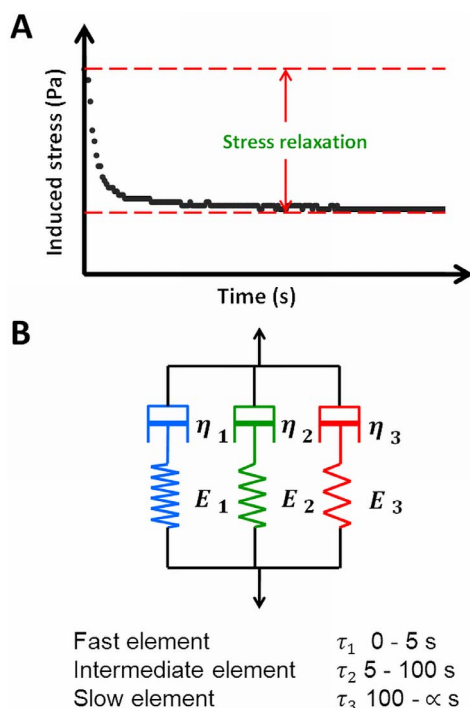 A
Induced stress (Pa)
Stress relaxation
Time (s)
B
η 1 η 2 η 3
E 1 E 2 E 3
Fast element τ1 0 - 5 s
Intermediate element τ2 5 - 100 s
Slow element τ3 100 - ∝ s